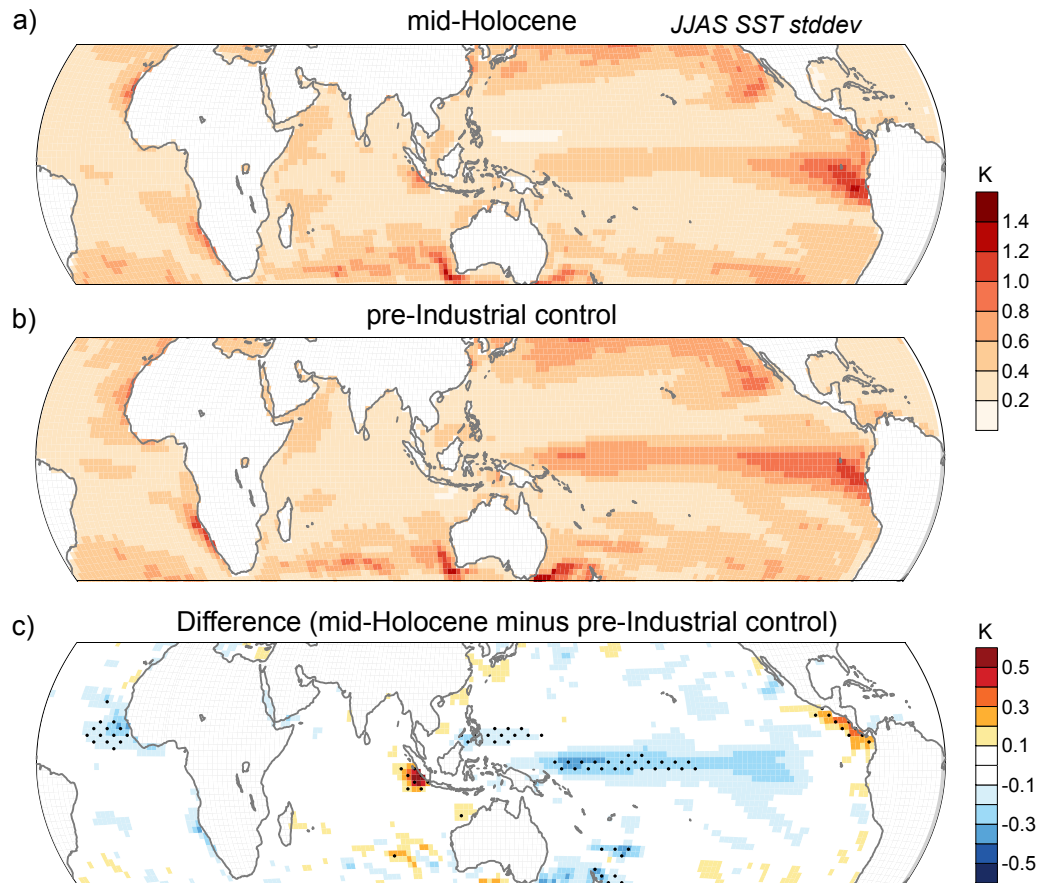 a)
mid-Holocene
JJAS SST stddev
K
1.4
1.2
1.0
0.8
0.6
0.4
0.2
b)
pre-Industrial control
c)
Difference (mid-Holocene minus pre-Industrial control)
K
0.5
0.3
0.1
-0.1
-0.3
-0.5